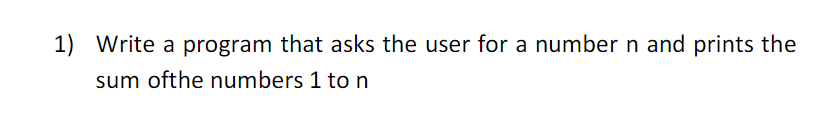 1) Write a program that asks the user for a number n and prints the
sum ofthe numbers 1 to n